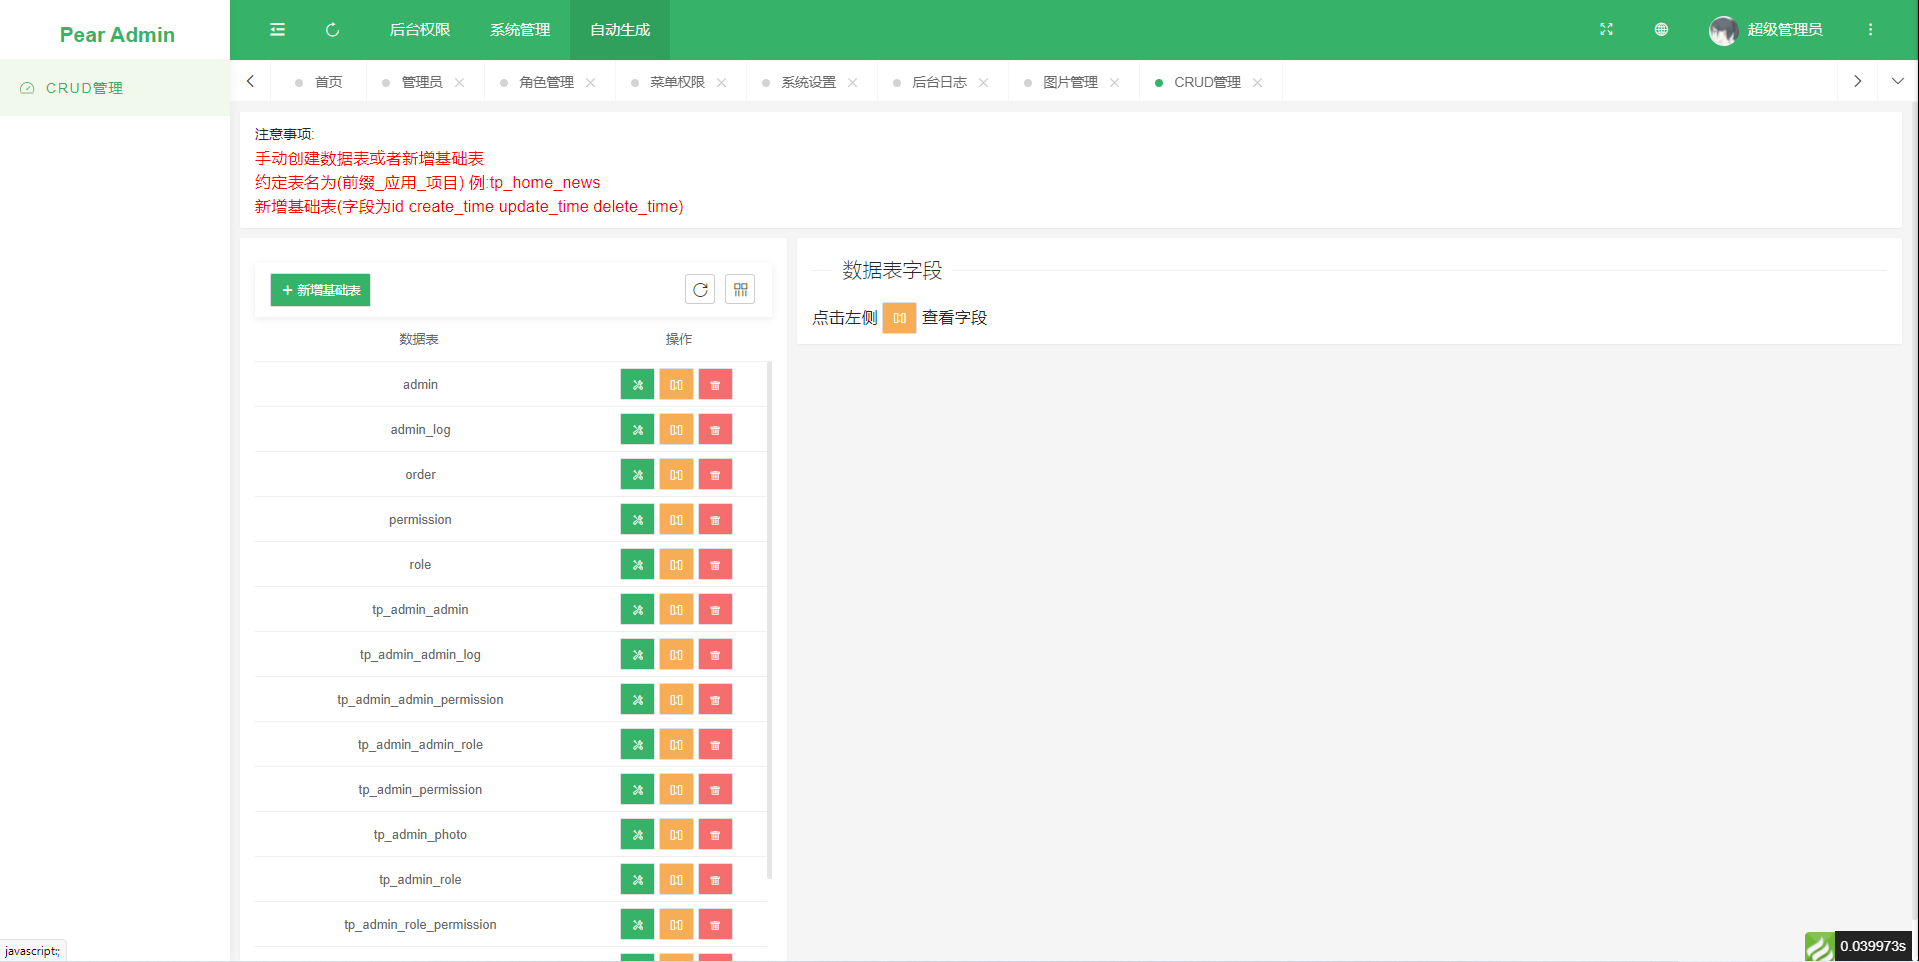 Pear Admin
后台权限
系统管理
自动生成
超级管理员
CRUD管理
首页
管理员
角色管理
菜单权限
系统设置
后台日志
图片管理
CRUD管理
注意事项:
手动创建数据表或者新增基础表
约定表名为(前缀_应用_项目) 例:tp_home_news
新增基础表(字段为id create_time update_time delete_time)
+ 新增基础表
数据表 操作
admin
admin_log
order
permission
role
tp_admin_admin
tp_admin_admin_log
tp_admin_admin_permission
tp_admin_admin_role
tp_admin_permission
tp_admin_photo
tp_admin_role
tp_admin_role_permission
数据表字段
点击左侧 查看字段
javascript:;
0.039973s